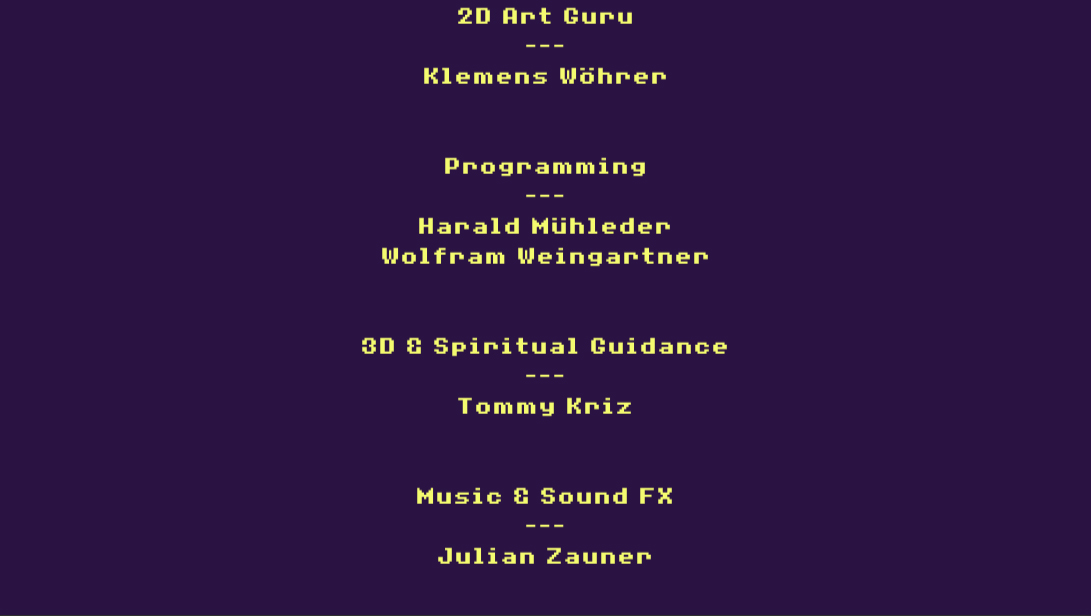 2D Art Guru
---
Klemens Wöhrer
Programming
---
Harald Mühleder
Wolfram Weingartner
3D & Spiritual Guidance
---
Tommy Kriz
Music & Sound FX
---
Julian Zauner